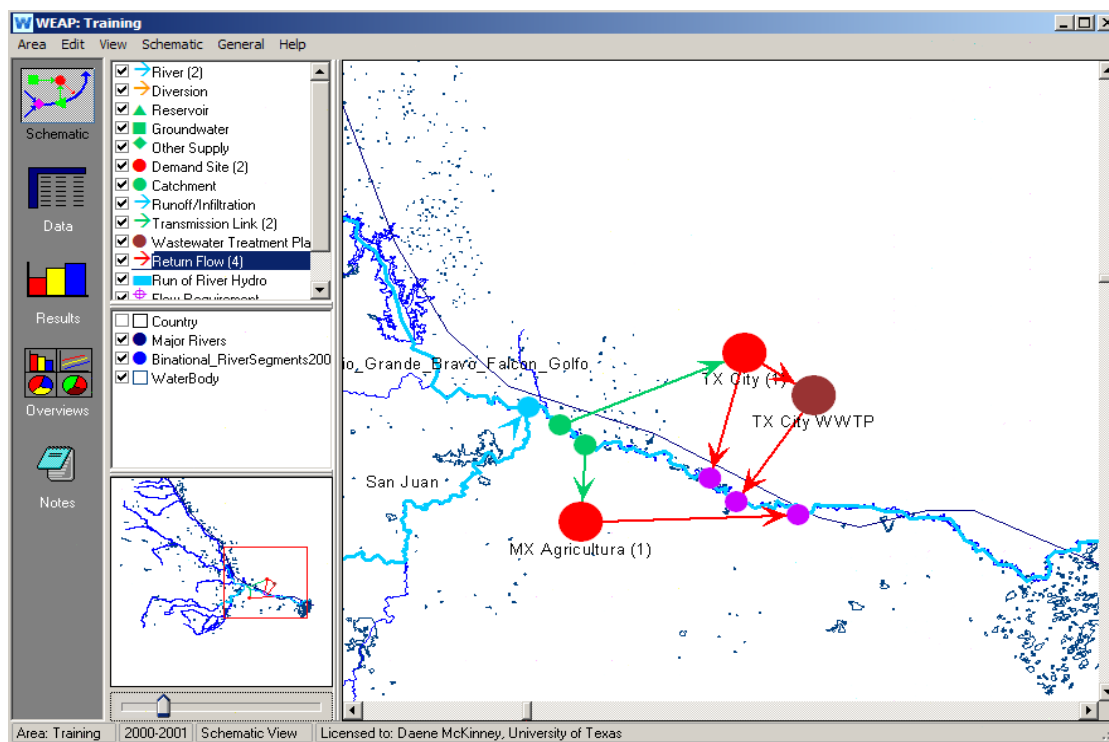 WEAP: Training
Area Edit View Schematic General Help
Schematic
Data
Results
Overviews
Notes
River (2)
Diversion
Reservoir
Groundwater
Other Supply
Demand Site (2)
Catchment
Runoff/Infiltration
Transmission Link (2)
Wastewater Treatment Pla
Return Flow (4)
Run of River Hydro
Flow Requirement
Country
Major Rivers
Binational_RiverSegments200
WaterBody
io_Grande_Bravo_Falcon_Golfo
TX City (1)
TX City WWTP
San Juan
MX Agricultura (1)
Area: Training 2000-2001 Schematic View Licensed to: Daene McKinney, University of Texas